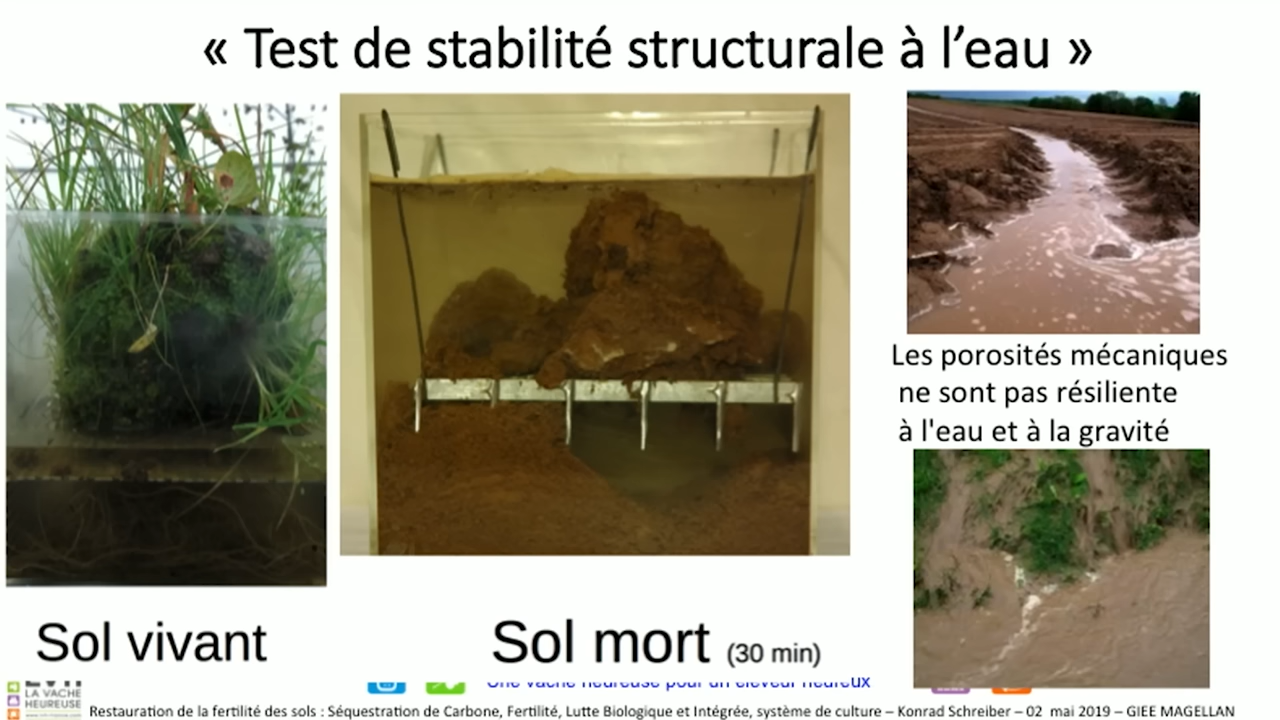 « Test de stabilité structurale à l’eau »
Les porosités mécaniques
ne sont pas résiliente
à l'eau et à la gravité
Sol vivant
Sol mort (30 min)
Une vache heureuse pour un éleveur heureux
LA VACHE
HEUREUSE
Restauration de la fertilité des sols : Séquestration de Carbone, Fertilité, Lutte Biologique et Intégrée, système de culture – Konrad Schreiber – 02 mai 2019 – GIEE MAGELLAN